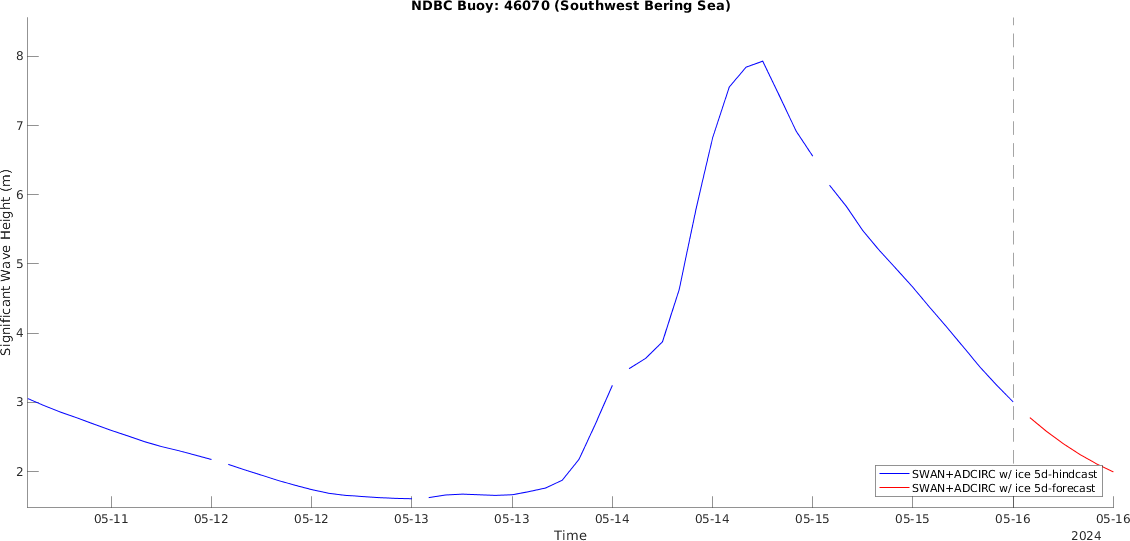 NDBC Buoy: 46070 (Southwest Bering Sea)
Significant Wave Height (m)
8
7
6
5
4
3
2
SWAN+ADCIRC w/ ice 5d-hindcast
SWAN+ADCIRC w/ ice 5d-forecast
05-11 05-12 05-12 05-13 05-13 05-14 05-14 05-15 05-15 05-16 05-16
Time
2024